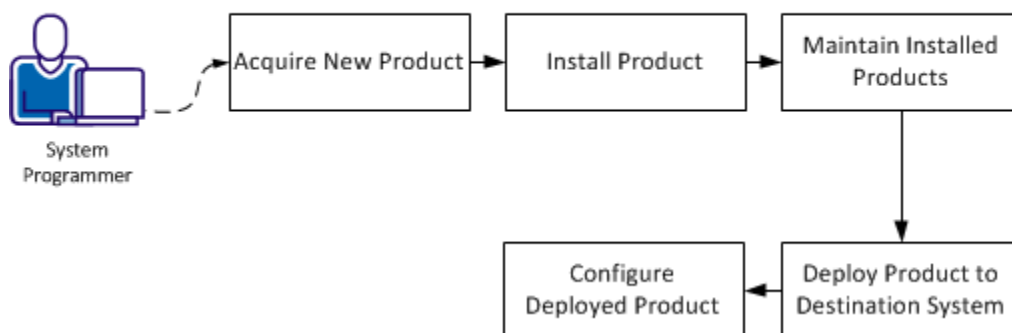 Acquire New Product
Install Product
Maintain Installed
Products
System
Programmer
Configure
Deployed Product
Deploy Product to
Destination System